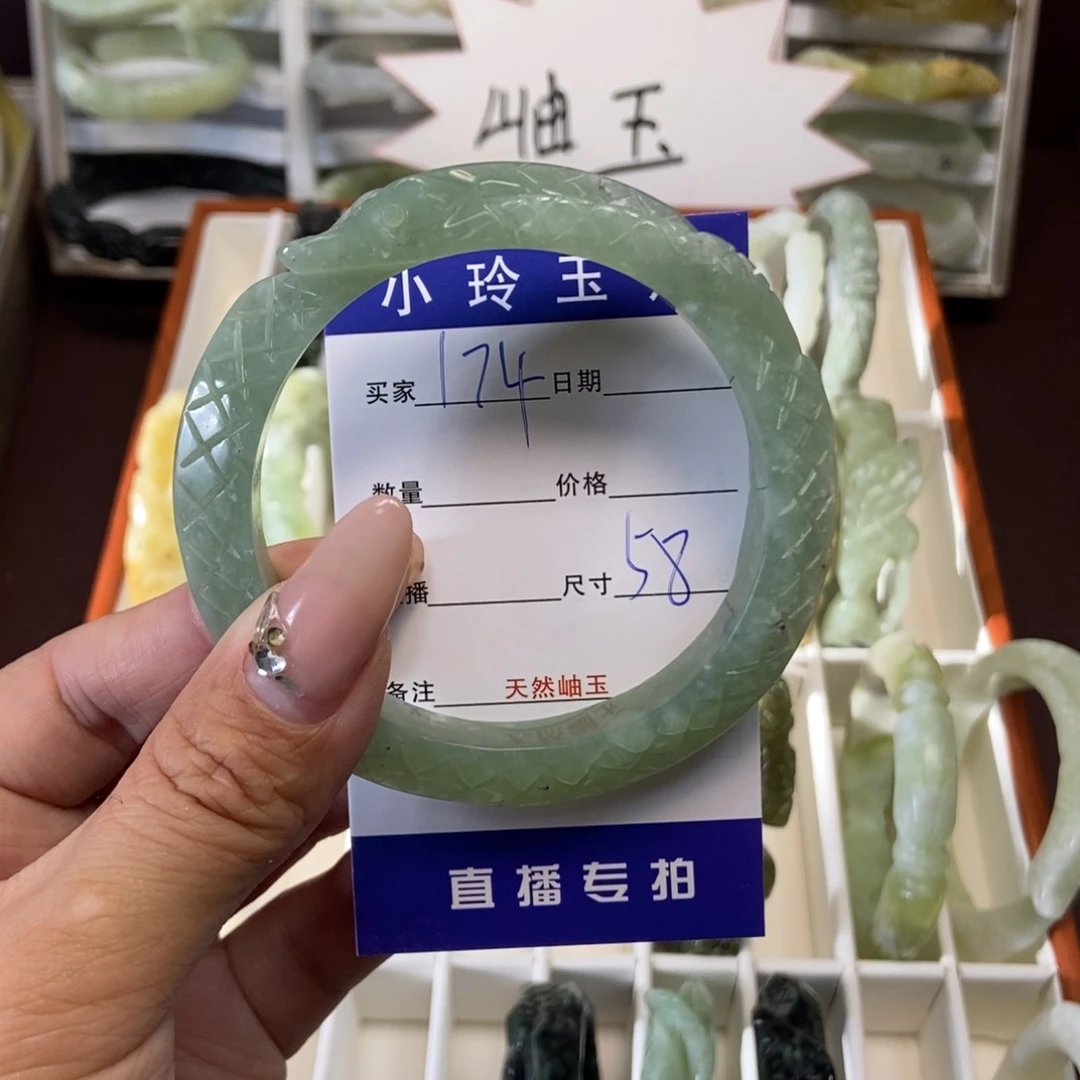 岫玉
小玲玉
买家 174 日期
数量 价格
播 尺寸 58
备注 天然岫玉
直播专拍